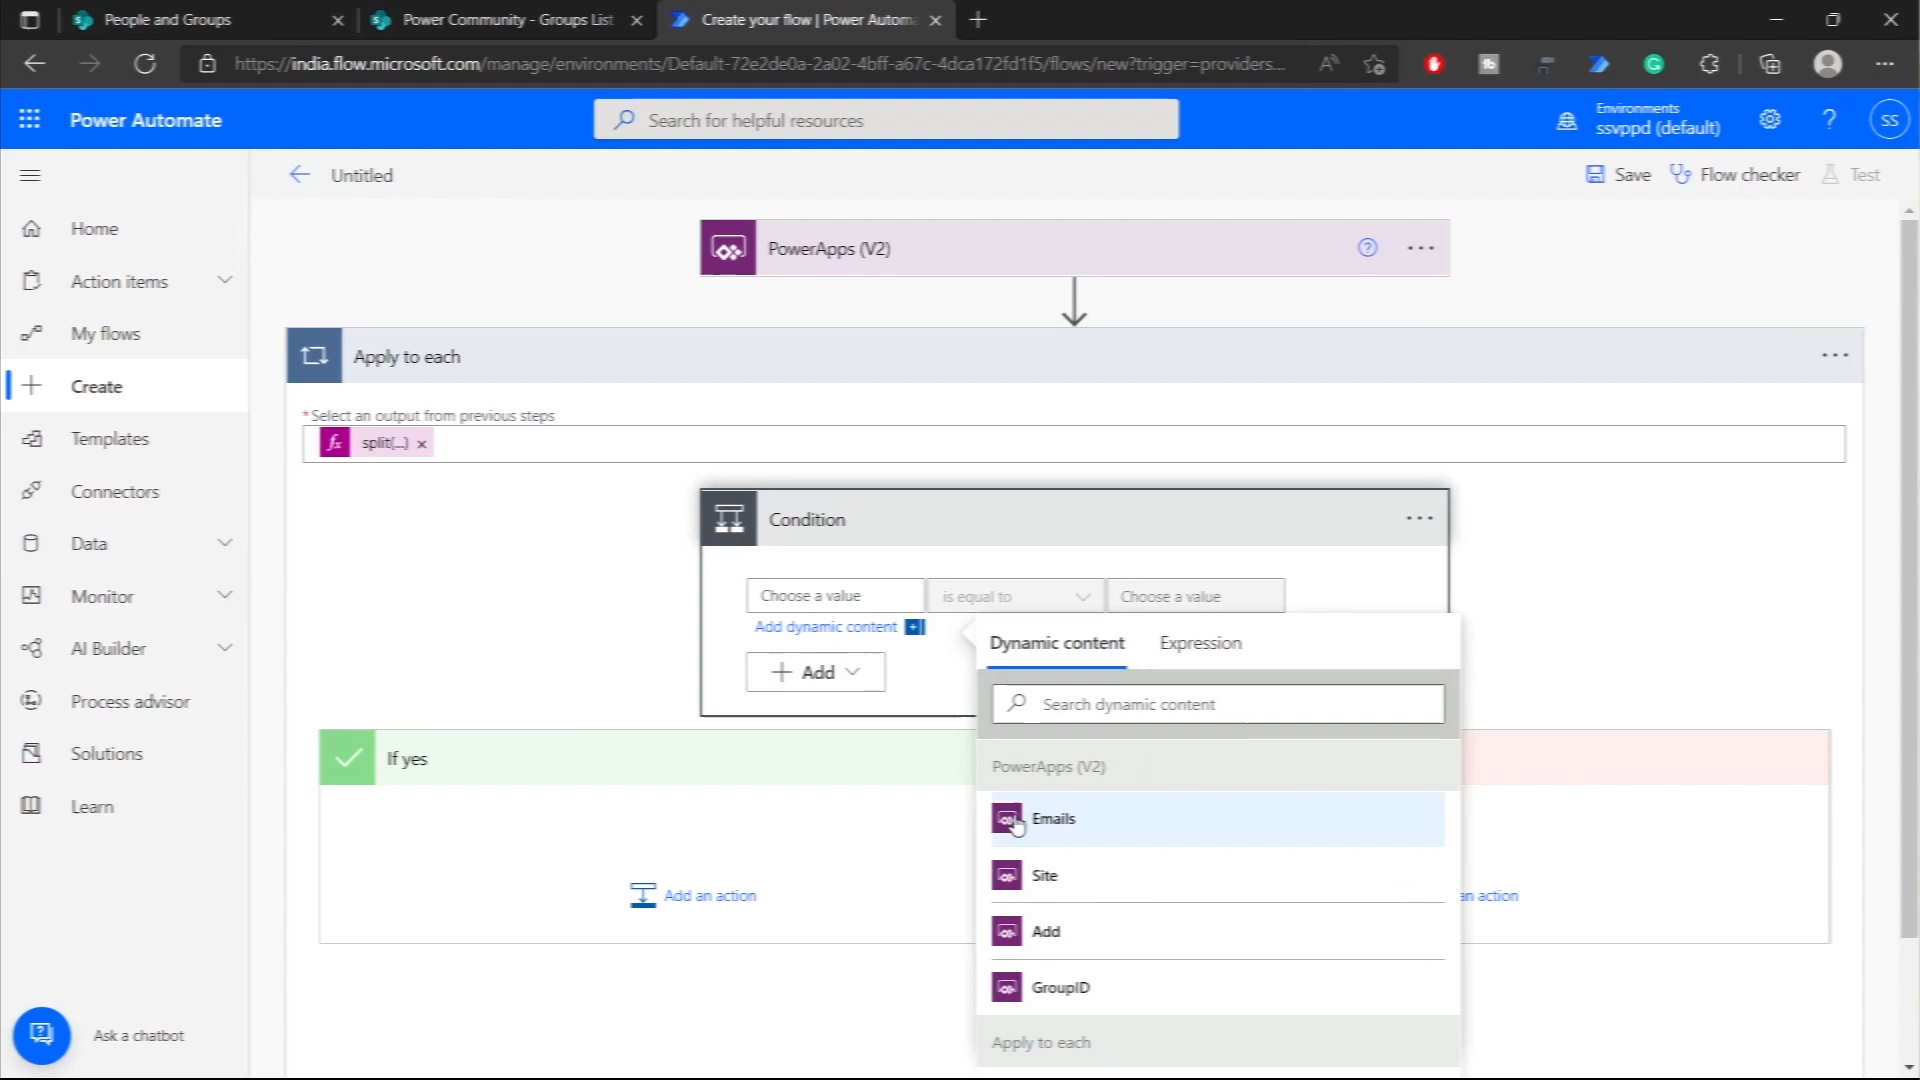 People and Groups
Power Community - Groups List
Create your flow | Power Autom
https://india.flow.microsoft.com/manage/environments/Default-72e2de0a-2a02-4bff-a67c-4dca172fd1f5/flows/new?trigger=providers...
Power Automate
Search for helpful resources
Environments
ssvppd (default)
?
SS
Untitled
Save
Flow checker
Test
Home
Action items
My flows
Create
Templates
Connectors
Data
Monitor
AI Builder
Process advisor
Solutions
Learn
Ask a chatbot
PowerApps (V2)
Apply to each
*Select an output from previous steps
fx split(...) ×
Condition
Choose a value
is equal to
Choose a value
Add dynamic content
Add
If yes
Add an action
an action
Dynamic content
Expression
Search dynamic content
PowerApps (V2)
Emails
Site
Add
GroupID
Apply to each